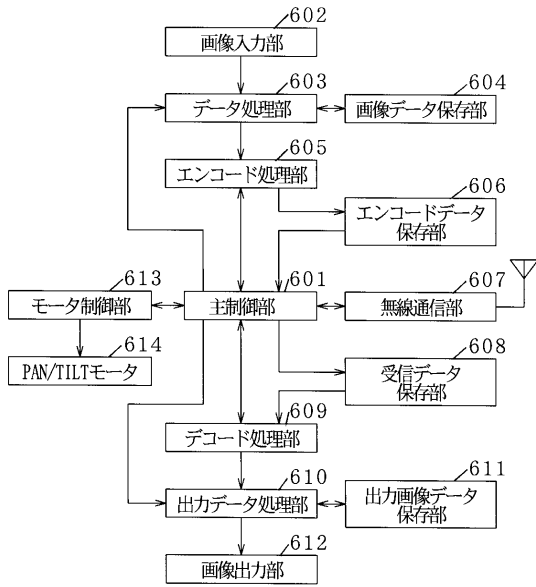 602
画像入力部
603
データ処理部
604
画像データ保存部
605
エンコード処理部
606
エンコードデータ
保存部
613
モータ制御部
601
主制御部
607
無線通信部
614
PAN/TILTモータ
608
受信データ
保存部
609
デコード処理部
610
出力データ処理部
611
出力画像データ
保存部
612
画像出力部